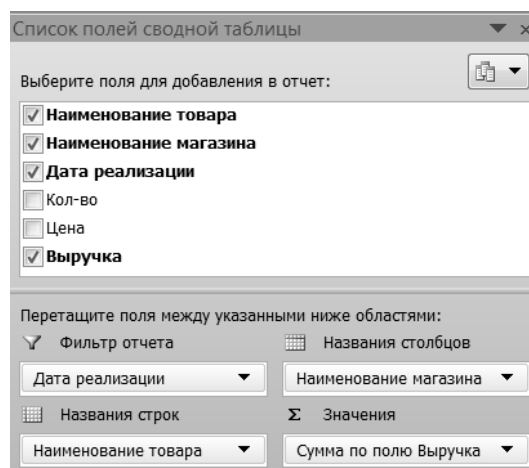 Список полей сводной таблицы
Выберите поля для добавления в отчет:
Наименование товара
Наименование магазина
Дата реализации
Кол-во
Цена
Выручка
Перетащите поля между указанными ниже областями:
Фильтр отчета
Названия столбцов
Дата реализации
Наименование магазина
Названия строк
Σ Значения
Наименование товара
Сумма по полю Выручка